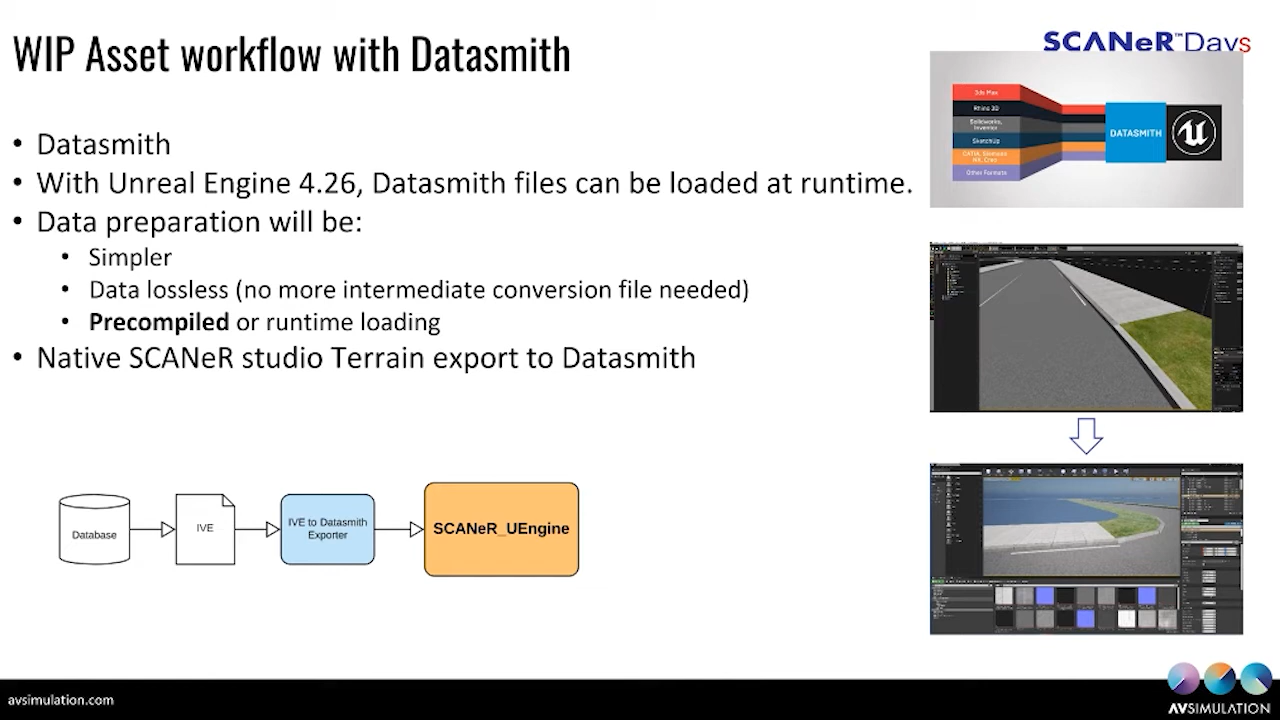 WIP Asset workflow with Datasmith
SCANeR™Days
• Datasmith
• With Unreal Engine 4.26, Datasmith files can be loaded at runtime.
• Data preparation will be:
• Simpler
• Data lossless (no more intermediate conversion file needed)
• Precompiled or runtime loading
• Native SCANeR studio Terrain export to Datasmith
3ds Max
Rhino 3D
Solidworks,
Inventor
SketchUp
Other Formats
DATASMITH
Database
IVE
IVE to Datasmith
Exporter
SCANeR_UEngine
avsimulation.com
AVSIMULATION